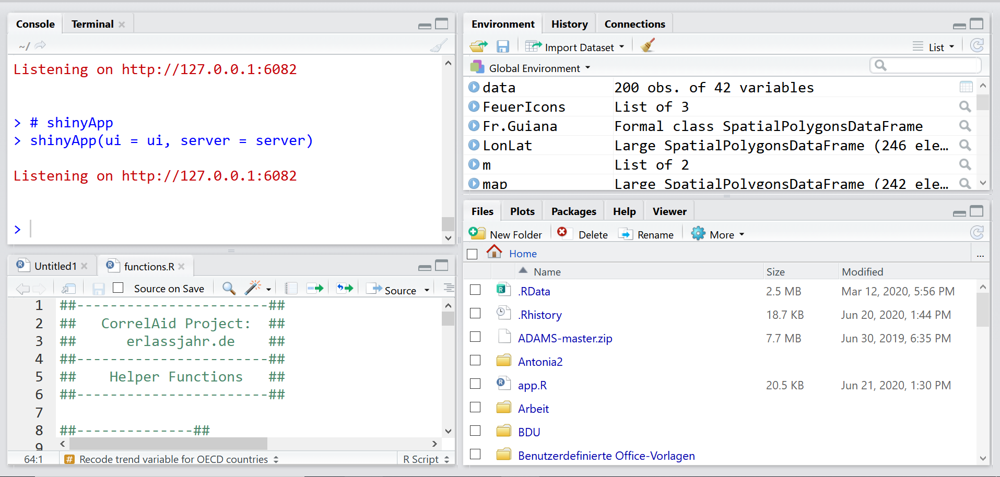 Console Terminal
~/
Listening on http://127.0.0.1:6082
> # shinyApp
> shinyApp(ui = ui, server = server)
Listening on http://127.0.0.1:6082
>
Untitled1 functions.R
Source on Save Source
1 ##-----------------------##
2 ##   CorrelAid Project:  ##
3 ##      erlassjahr.de    ##
4 ##-----------------------##
5 ##    Helper Functions   ##
6 ##-----------------------##
7
8 ##--------------##
9
64:1 # Recode trend variable for OECD countries R Script
Environment History Connections
Import Dataset List
Global Environment
data 200 obs. of 42 variables
FeuerIcons List of 3
Fr.Guiana Formal class SpatialPolygonsDataFrame
LonLat Large SpatialPolygonsDataFrame (246 ele…
m List of 2
map Large SpatialPolygonsDataFrame (242 ele…
Files Plots Packages Help Viewer
New Folder Delete Rename More
Home ...
Name Size Modified
.RData 2.5 MB Mar 12, 2020, 5:56 PM
.Rhistory 18.7 KB Jun 20, 2020, 1:44 PM
ADAMS-master.zip 7.7 MB Jun 30, 2019, 6:35 PM
Antonia2
app.R 20.5 KB Jun 21, 2020, 1:30 PM
Arbeit
BDU
Benutzerdefinierte Office-Vorlagen